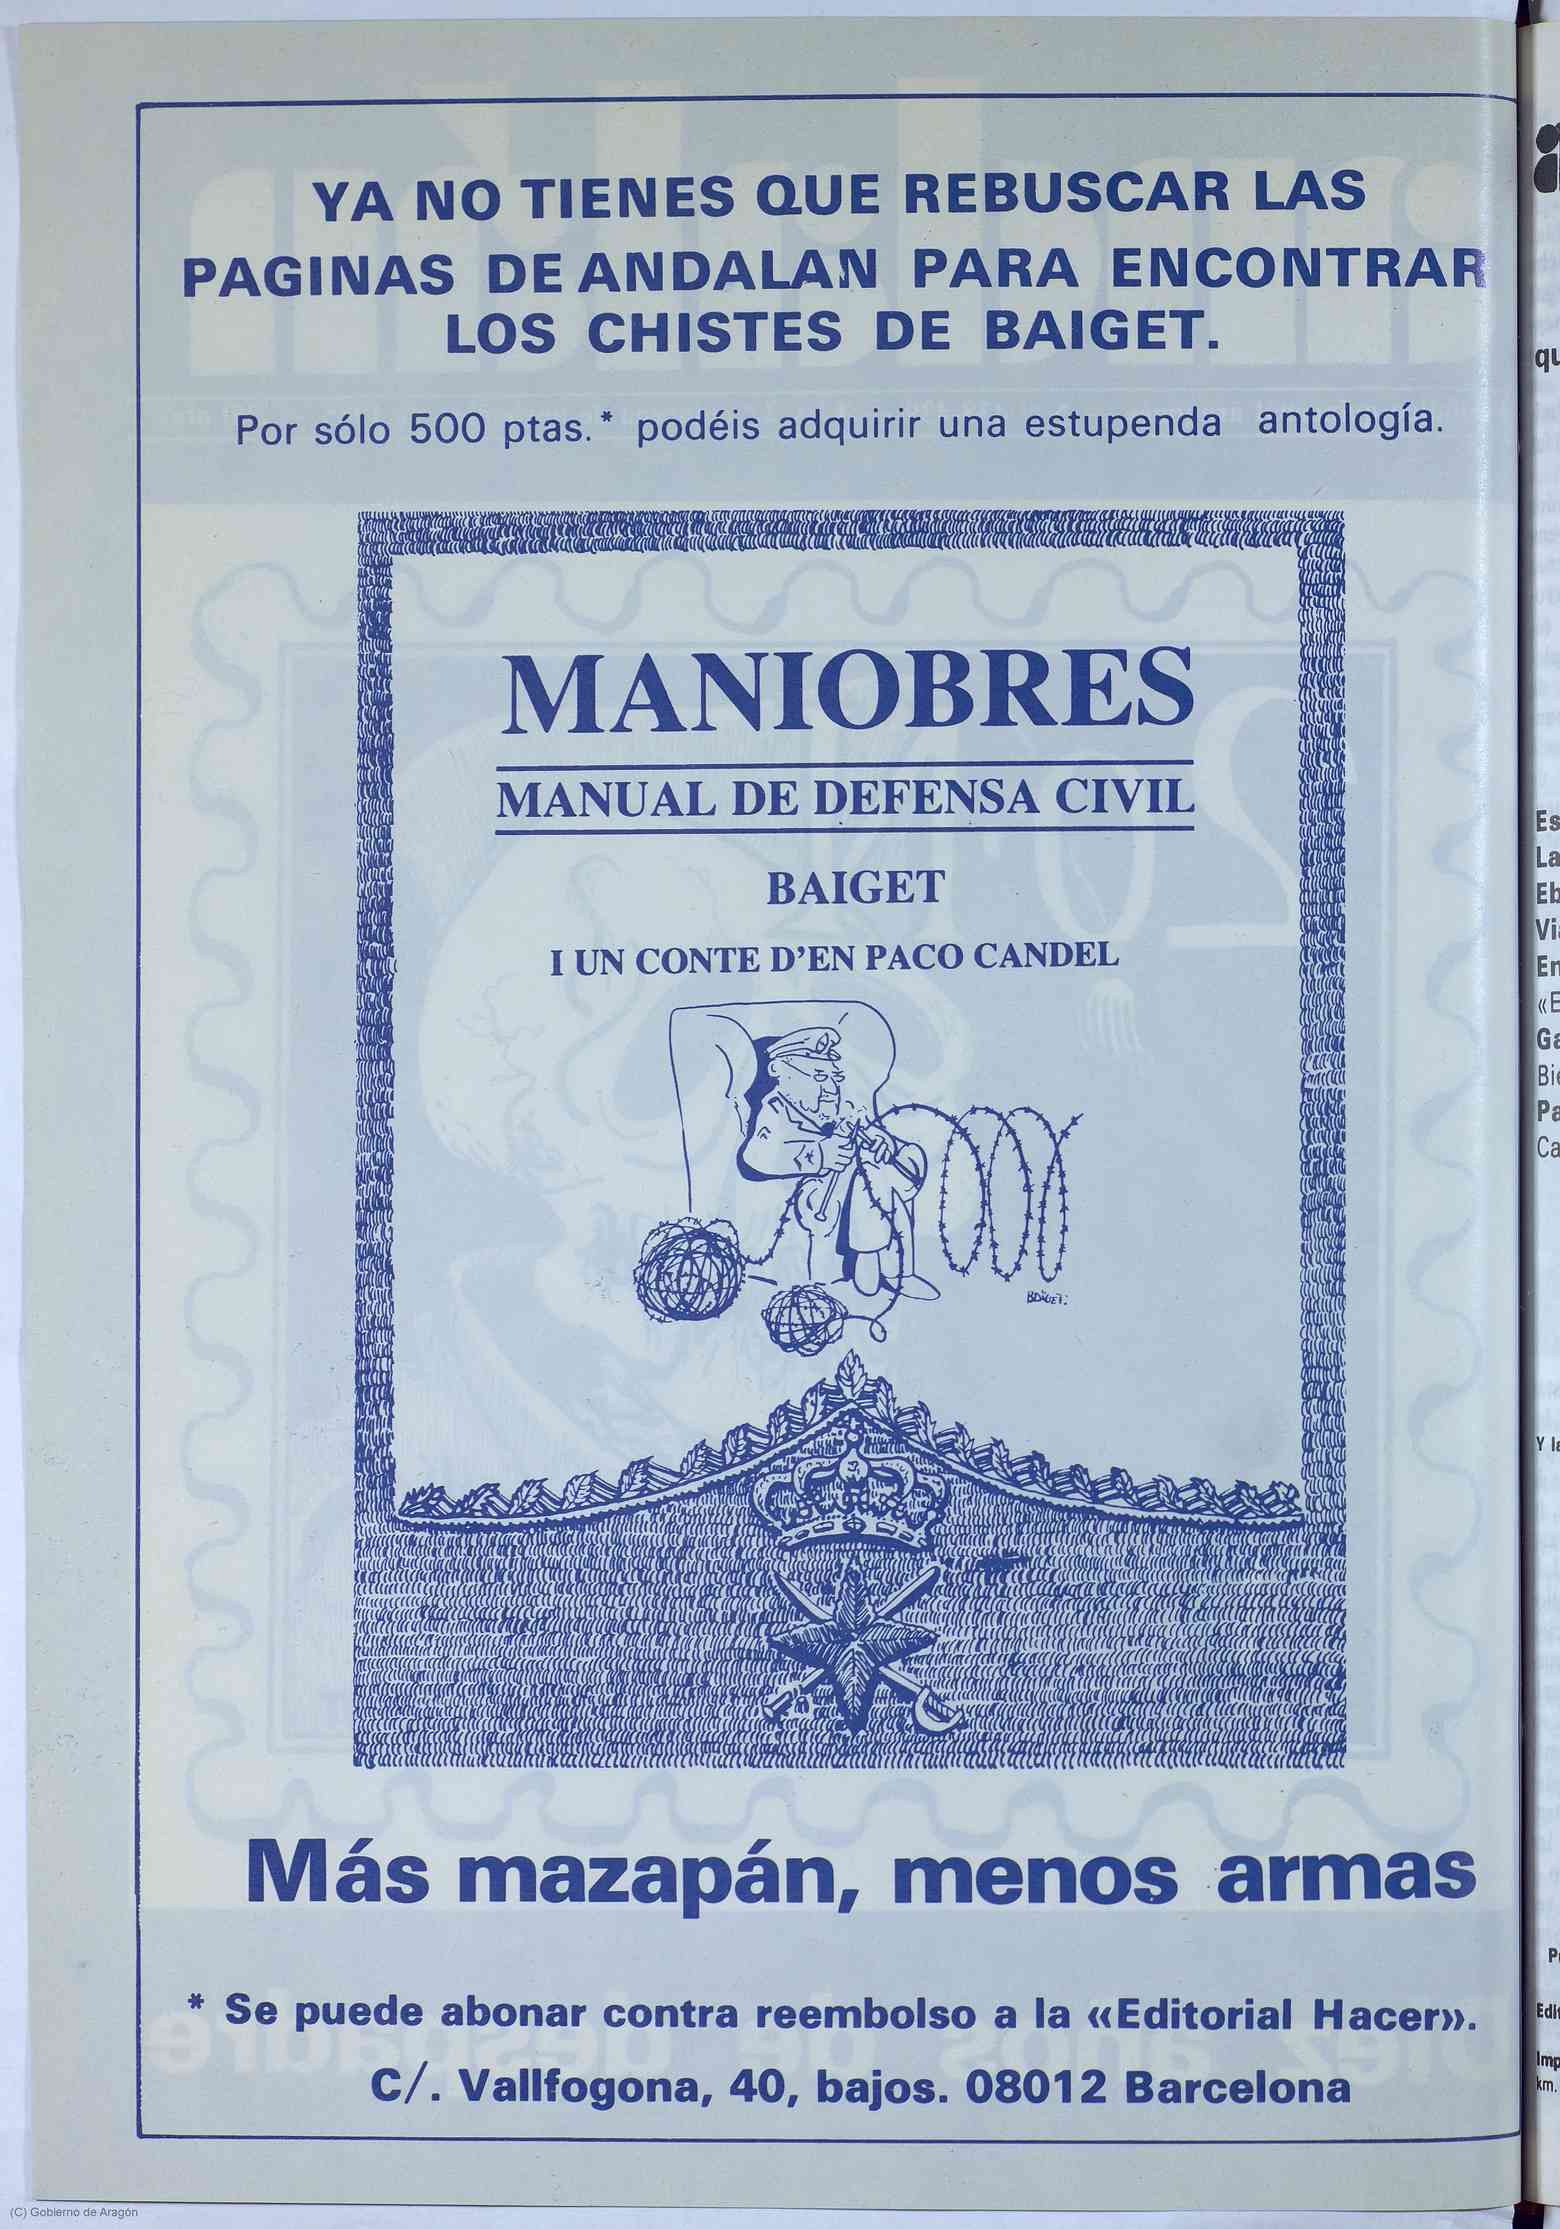 YA NO TIENES QUE REBUSCAR LAS
PAGINAS DE ANDALAN PARA ENCONTRAR
LOS CHISTES DE BAIGET.
Por sólo 500 ptas.* podéis adquirir una estupenda antología.
MANIOBRES
MANUAL DE DEFENSA CIVIL
BAIGET
I UN CONTE D'EN PACO CANDEL
BAIGET.
Más mazapán, menos armas
* Se puede abonar contra reembolso a la «Editorial Hacer».
C/. Vallfogona, 40, bajos. 08012 Barcelona
(C) Gobierno de Aragón